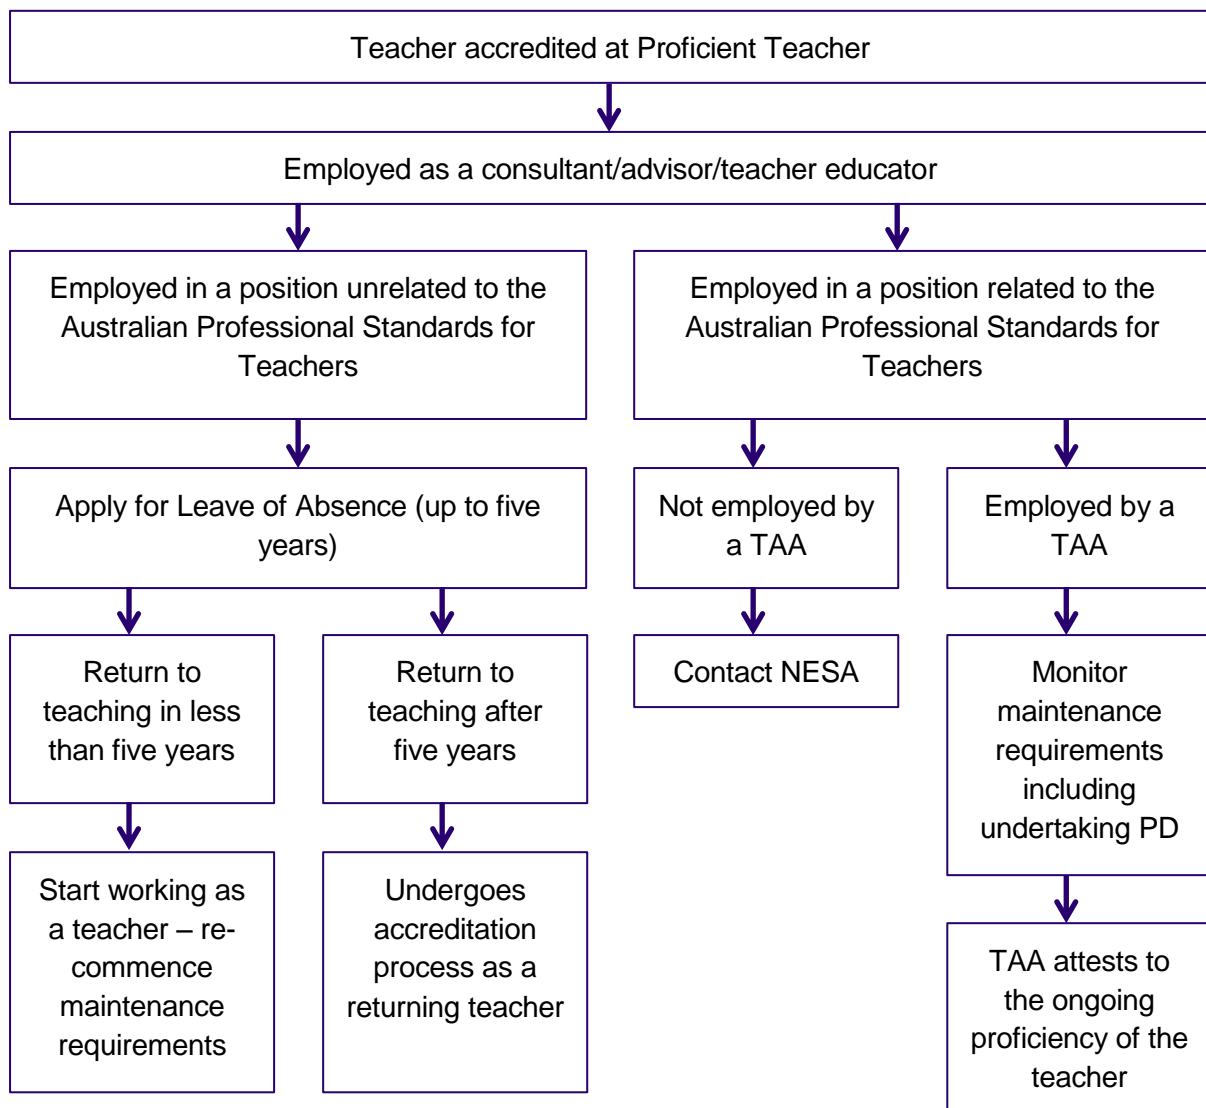 Teacher accredited at Proficient Teacher
Employed as a consultant/advisor/teacher educator
Employed in a position unrelated to the
Australian Professional Standards for
Teachers
Employed in a position related to the
Australian Professional Standards for
Teachers
Apply for Leave of Absence (up to five
years)
Not employed by
a TAA
Employed by a
TAA
Return to
teaching in less
than five years
Return to
teaching after
five years
Contact NESA
Monitor
maintenance
requirements
including
undertaking PD
Start working as
a teacher – re-
commence
maintenance
requirements
Undergoes
accreditation
process as a
returning teacher
TAA attests to
the ongoing
proficiency of the
teacher